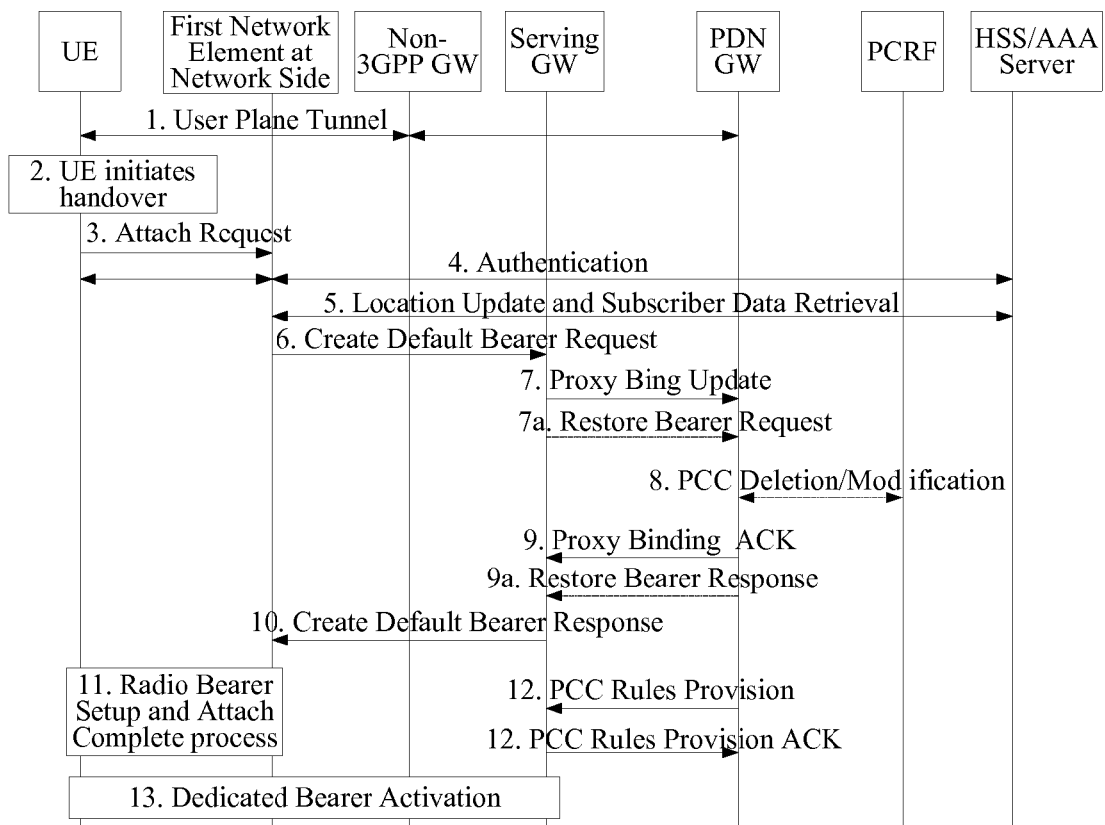 UE
First Network
Element at
Network Side
Non-
3GPP GW
Serving
GW
PDN
GW
PCRF
HSS/AAA
Server
1. User Plane Tunnel
2. UE initiates
handover
3. Attach Request
4. Authentication
5. Location Update and Subscriber Data Retrieval
6. Create Default Bearer Request
7. Proxy Bing Update
7a. Restore Bearer Request
8. PCC Deletion/Mod ification
9. Proxy Binding ACK
9a. Restore Bearer Response
10. Create Default Bearer Response
11. Radio Bearer
Setup and Attach
Complete process
12. PCC Rules Provision
12. PCC Rules Provision ACK
13. Dedicated Bearer Activation